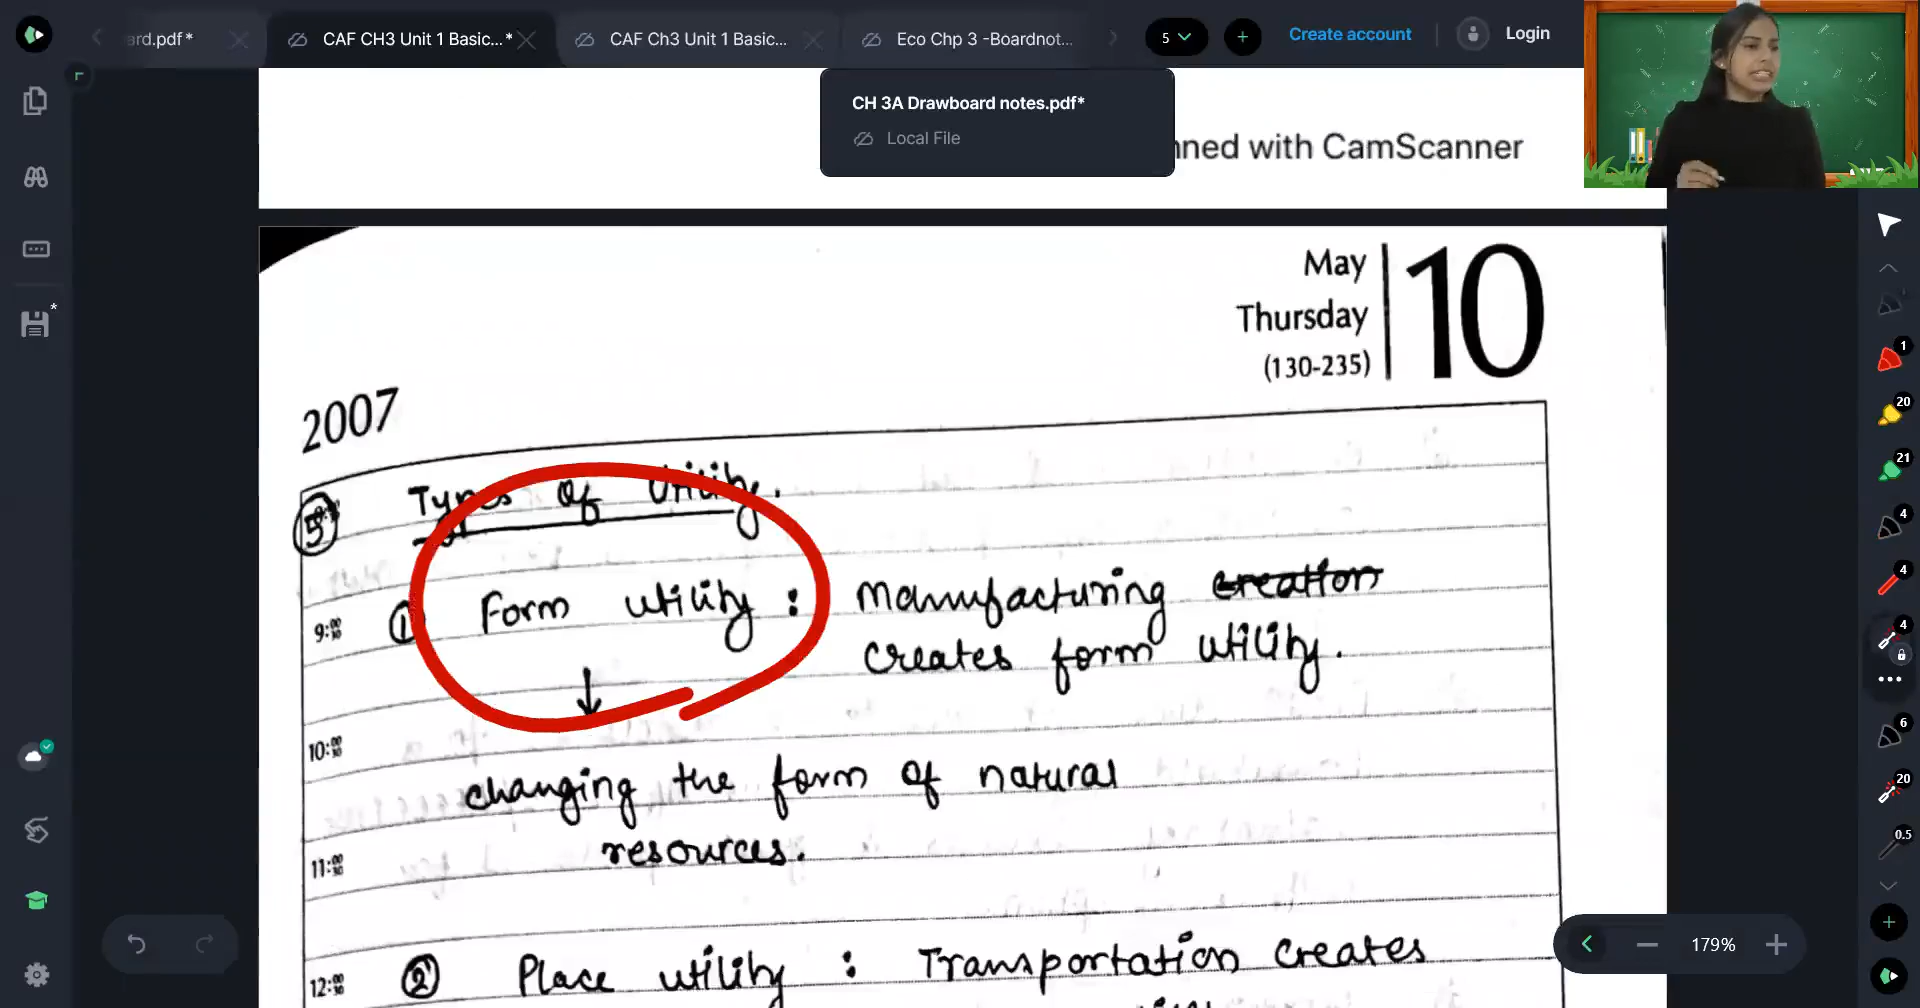 ard.pdf*
CAF CH3 Unit 1 Basic...*
CAF Ch3 Unit 1 Basic...
Eco Chp 3 -Boardnot...
5
Create account
Login
CH 3A Drawboard notes.pdf*
Local File
nned with CamScanner
May
Thursday
(130-235)
10
2007
5 Types of Utility.
9:00 1 Form utility : Manufacturing creation
creates form utility.
10:00
changing the form of natural
resources.
11:00
12:00 2 Place utility : Transportation creates
1
20
21
4
4
4
6
20
0.5
179%